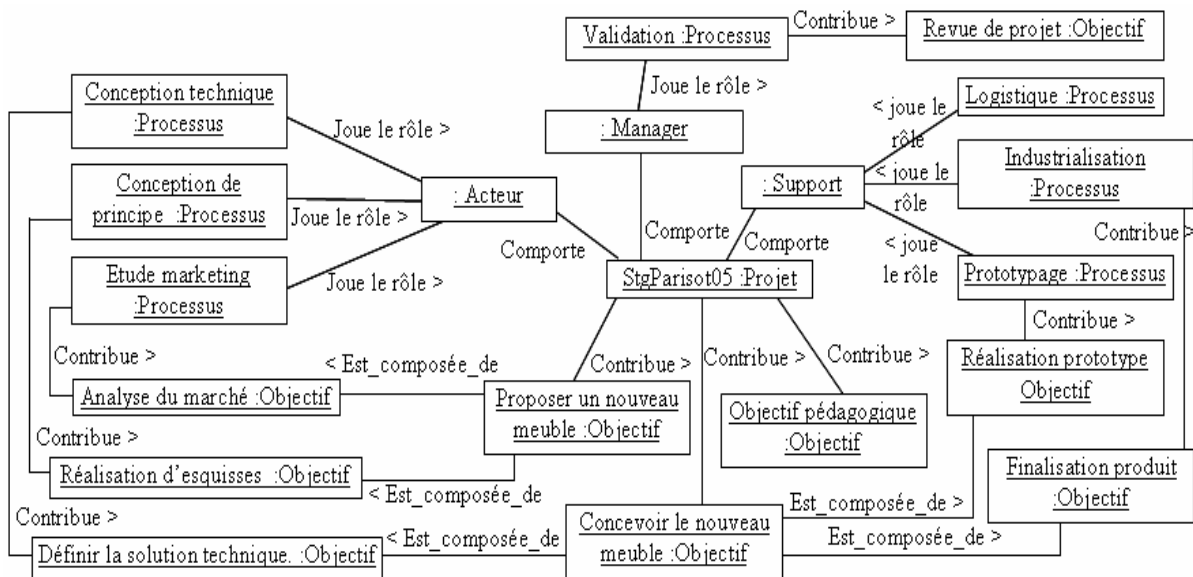 Validation :Processus
Contribue >
Revue de projet :Objectif
Joue le rôle >
: Manager
Conception technique
:Processus
Joue le rôle >
Conception de
principe :Processus
Joue le rôle >
Etude marketing
:Processus
Joue le rôle >
: Acteur
Comporte
Comporte
Comporte
: Support
< joue le
rôle
Logistique :Processus
< joue le
rôle
Industrialisation
:Processus
< joue
le rôle
Prototypage :Processus
Contribue >
StgParisot05 :Projet
Contribue >
Réalisation prototype
Objectif
Contribue >
Contribue >
Contribue >
Contribue >
< Est_composée_de
Analyse du marché :Objectif
Proposer un nouveau
meuble :Objectif
Objectif pédagogique
:Objectif
Contribue >
Réalisation d'esquisses :Objectif
< Est_composée_de
Finalisation produit
:Objectif
Contribue >
Définir la solution technique. :Objectif
< Est_composée_de
Concevoir le nouveau
meuble :Objectif
Est_composée_de >
Est_composée_de >